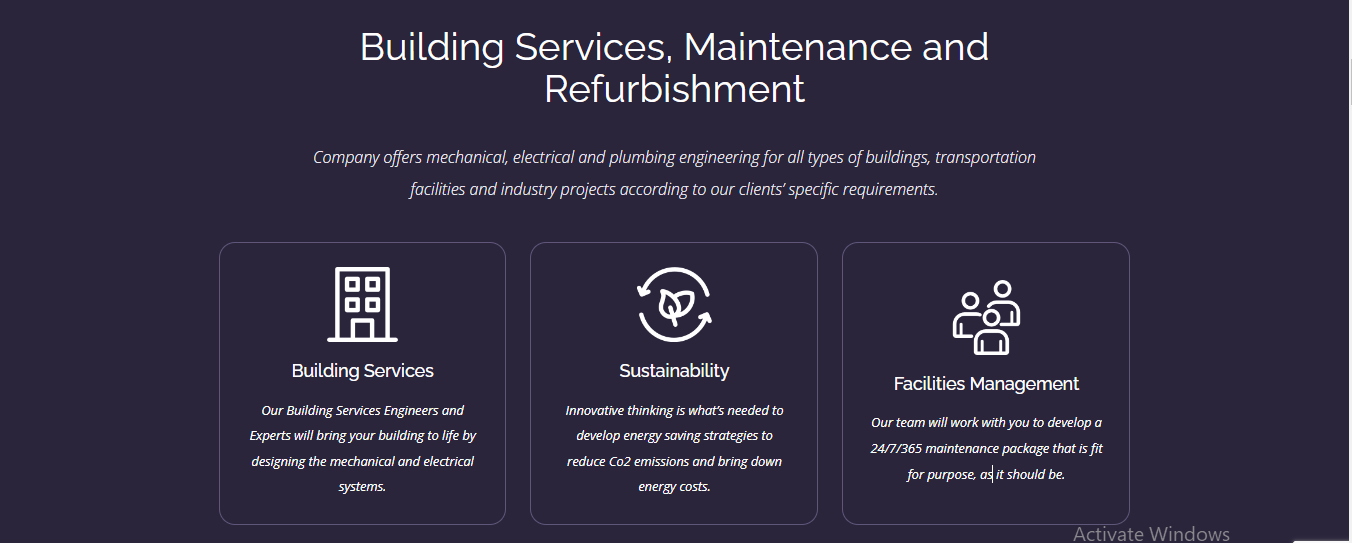 Building Services, Maintenance and
Refurbishment
Company offers mechanical, electrical and plumbing engineering for all types of buildings, transportation
facilities and industry projects according to our clients’ specific requirements.
Building Services
Our Building Services Engineers and
Experts will bring your building to life by
designing the mechanical and electrical
systems.
Sustainability
Innovative thinking is what’s needed to
develop energy saving strategies to
reduce Co2 emissions and bring down
energy costs.
Facilities Management
Our team will work with you to develop a
24/7/365 maintenance package that is fit
for purpose, as it should be.
Activate Windows